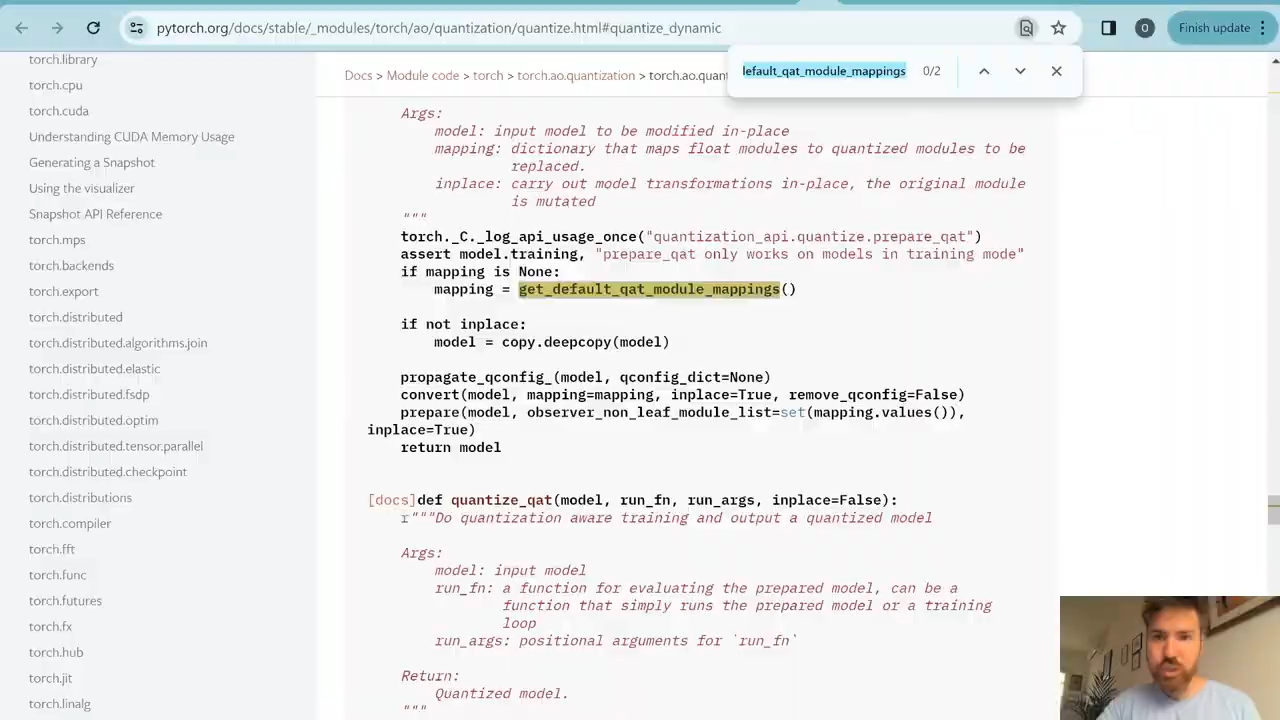 pytorch.org/docs/stable/_modules/torch/ao/quantization/quantize.html#quantize_dynamic
O
Finish update
lefault_qat_module_mappings
0/2
torch.library
torch.cpu
torch.cuda
Understanding CUDA Memory Usage
Generating a Snapshot
Using the visualizer
Snapshot API Reference
torch.mps
torch.backends
torch.export
torch.distributed
torch.distributed.algorithms.join
torch.distributed.elastic
torch.distributed.fsdp
torch.distributed.optim
torch.distributed.tensor.parallel
torch.distributed.checkpoint
torch.distributions
torch.compiler
torch.fft
torch.func
torch.futures
torch.fx
torch.hub
torch.jit
torch.linalg
Docs > Module code > torch > torch.ao.quantization > torch.ao.quant
Args:
model: input model to be modified in-place
mapping: dictionary that maps float modules to quantized modules to be
replaced.
inplace: carry out model transformations in-place, the original module
is mutated
"""
torch._C._log_api_usage_once("quantization_api.quantize.prepare_qat")
assert model.training, "prepare_qat only works on models in training mode"
if mapping is None:
mapping = get_default_qat_module_mappings()
if not inplace:
model = copy.deepcopy(model)
propagate_qconfig_(model, qconfig_dict=None)
convert(model, mapping=mapping, inplace=True, remove_qconfig=False)
prepare(model, observer_non_leaf_module_list=set(mapping.values()),
inplace=True)
return model
[docs]def quantize_qat(model, run_fn, run_args, inplace=False):
r"""Do quantization aware training and output a quantized model
Args:
model: input model
run_fn: a function for evaluating the prepared model, can be a
function that simply runs the prepared model or a training
loop
run_args: positional arguments for `run_fn`
Return:
Quantized model.
"""